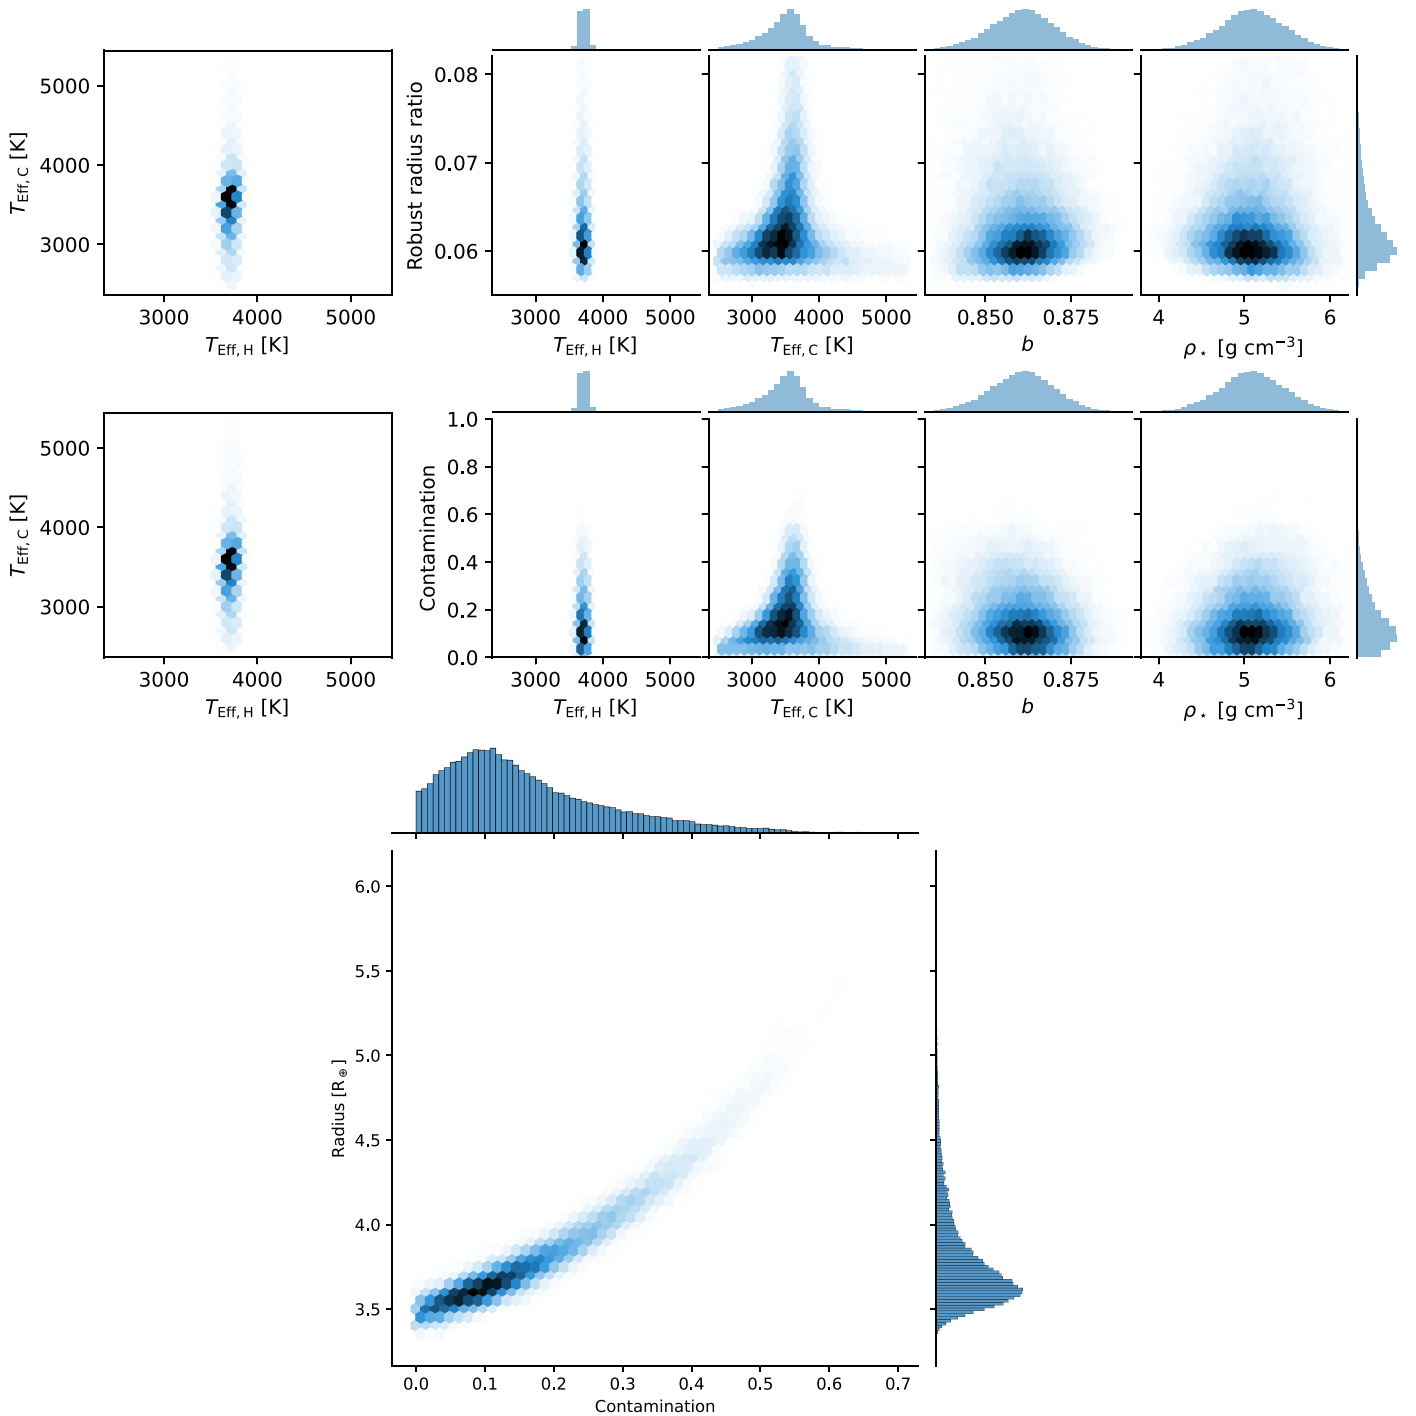 5000
4000
3000
T_Eff, C [K]
3000 4000 5000
T_Eff, H [K]
0.08
0.07
0.06
Robust radius ratio
3000 4000 5000
T_Eff, H [K]
3000 4000 5000
T_Eff, C [K]
0.850 0.875
b
4 5 6
ρ⋆ [g cm⁻³]
5000
4000
3000
T_Eff, C [K]
3000 4000 5000
T_Eff, H [K]
1.0
0.8
0.6
0.4
0.2
0.0
Contamination
3000 4000 5000
T_Eff, H [K]
3000 4000 5000
T_Eff, C [K]
0.850 0.875
b
4 5 6
ρ⋆ [g cm⁻³]
6.0
5.5
5.0
4.5
4.0
3.5
Radius [R⊕]
0.0 0.1 0.2 0.3 0.4 0.5 0.6 0.7
Contamination